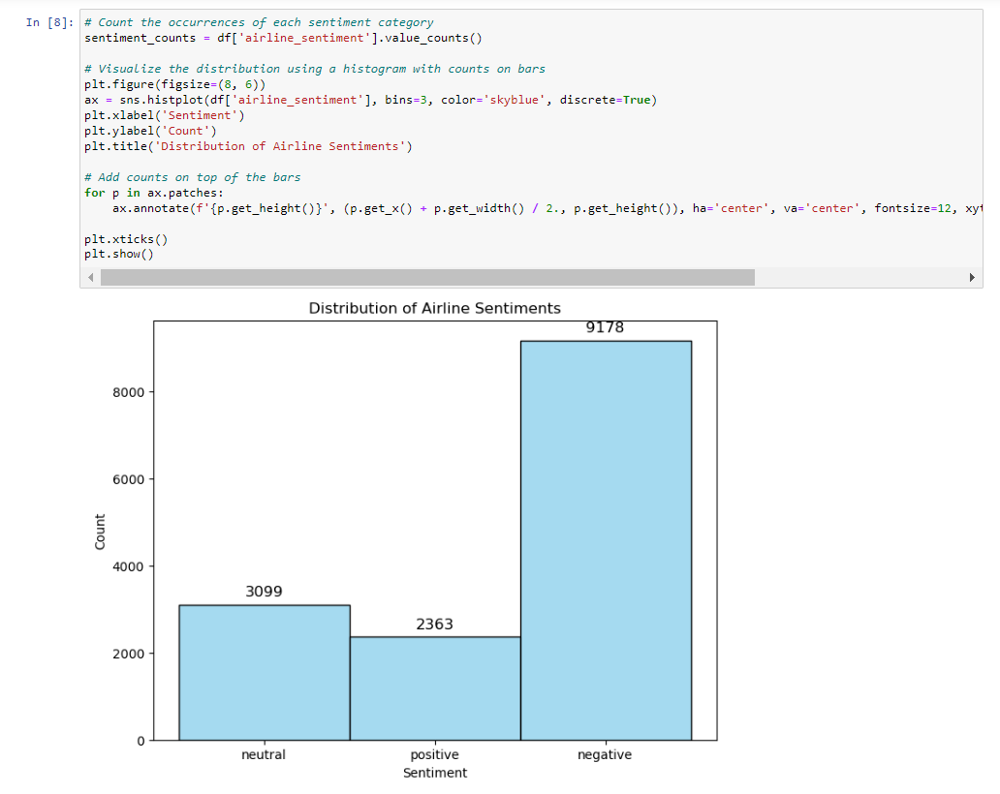 In [8]: # Count the occurrences of each sentiment category
sentiment_counts = df['airline_sentiment'].value_counts()
# Visualize the distribution using a histogram with counts on bars
plt.figure(figsize=(8, 6))
ax = sns.histplot(df['airline_sentiment'], bins=3, color='skyblue', discrete=True)
plt.xlabel('Sentiment')
plt.ylabel('Count')
plt.title('Distribution of Airline Sentiments')
# Add counts on top of the bars
for p in ax.patches:
    ax.annotate(f'{p.get_height()}', (p.get_x() + p.get_width() / 2., p.get_height()), ha='center', va='center', fontsize=12, xyt
plt.xticks()
plt.show()
Distribution of Airline Sentiments
9178
8000
6000
Count
4000
3099
2363
2000
0
neutral positive negative
Sentiment